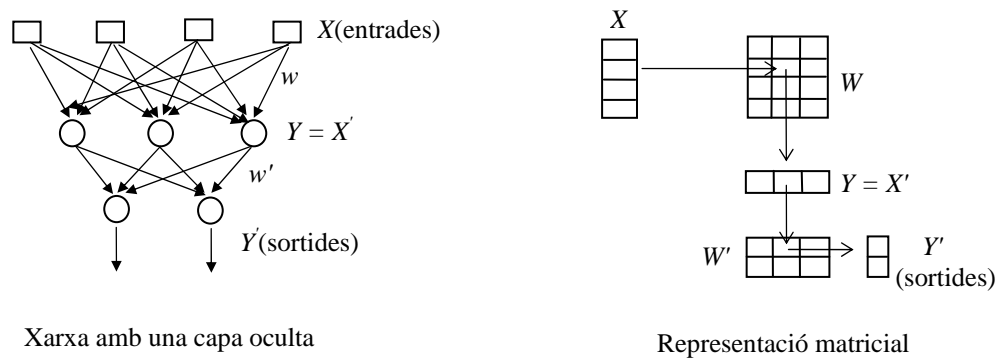 X(entrades)
w
Y = X'
w'
Y'(sortides)
Xarxa amb una capa oculta
X
W
Y = X'
W'
Y'
(sortides)
Representació matricial